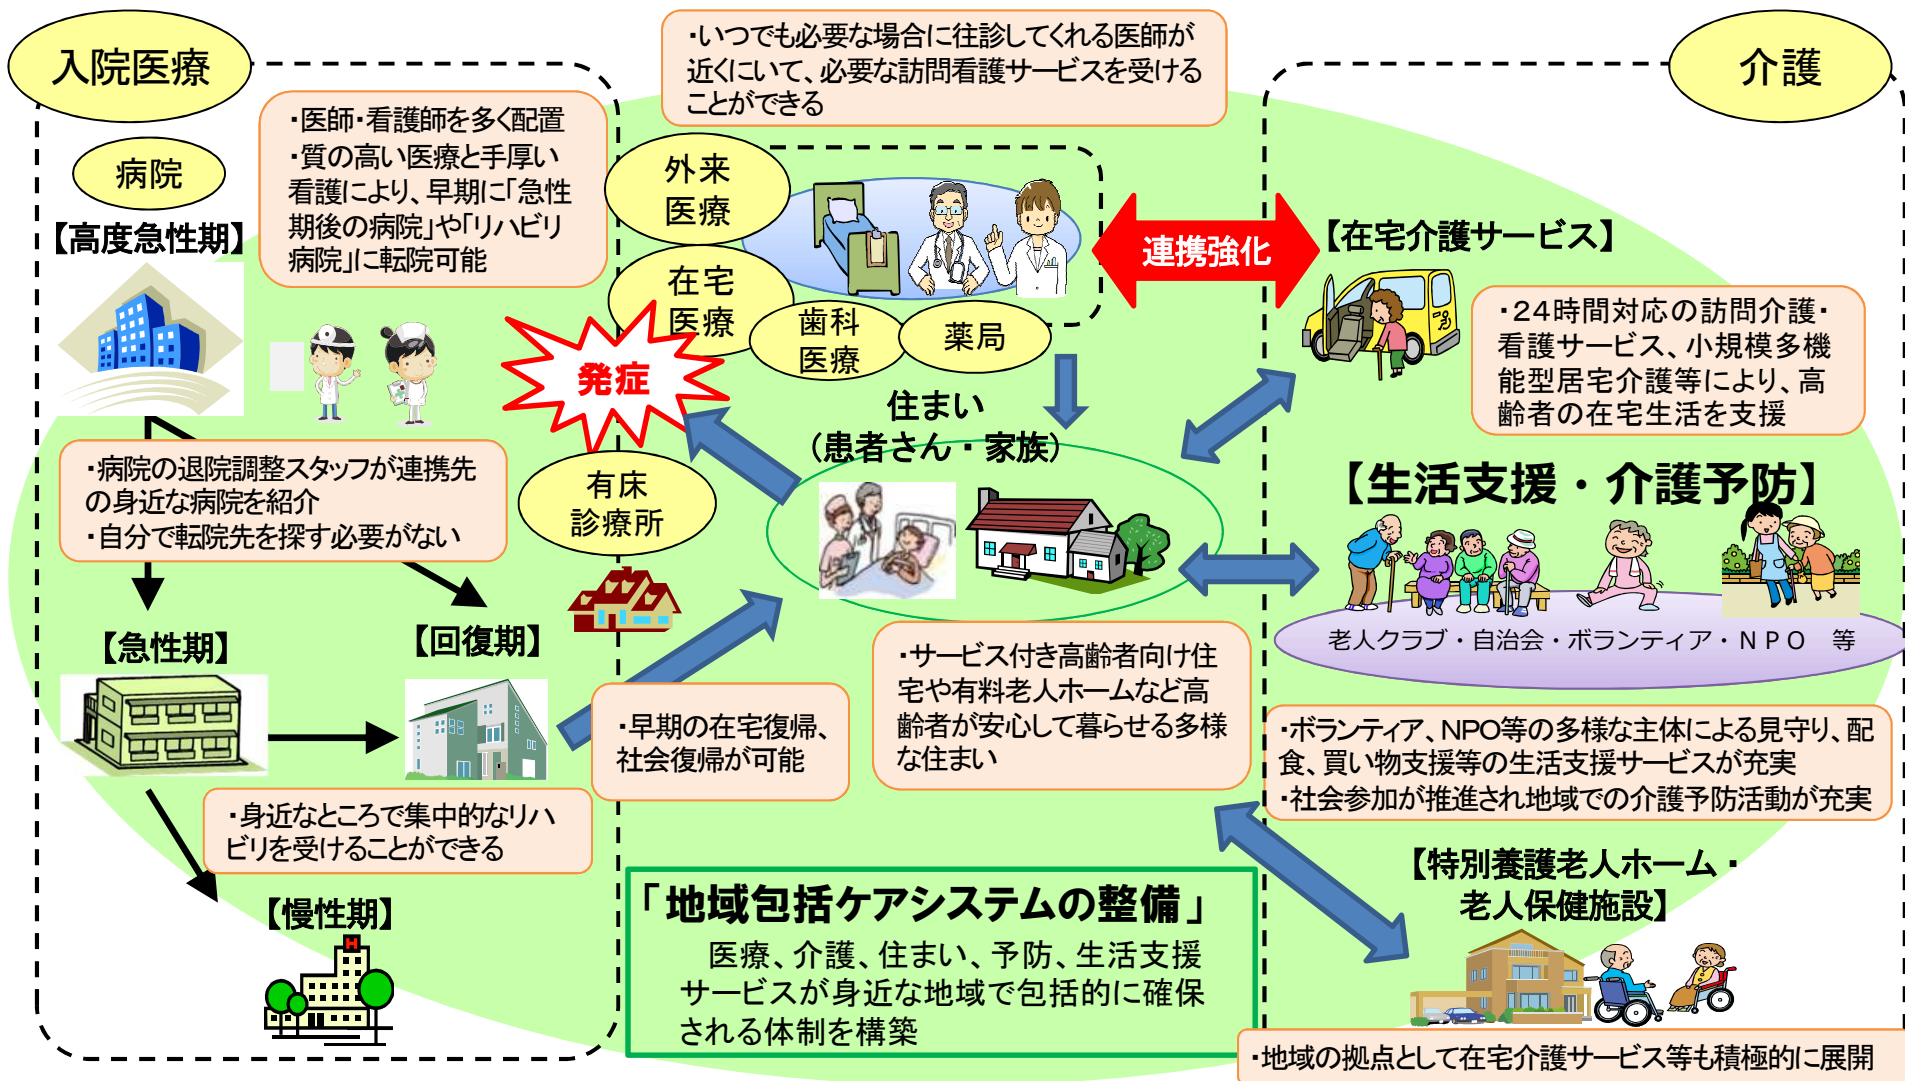 入院医療
病院
【高度急性期】
・医師・看護師を多く配置
・質の高い医療と手厚い
看護により、早期に「急性
期後の病院」や「リハビリ
病院」に転院可能
・病院の退院調整スタッフが連携先
の身近な病院を紹介
・自分で転院先を探す必要がない
【急性期】
【回復期】
・身近なところで集中的なリハ
ビリを受けることができる
【慢性期】
H
・いつでも必要な場合に往診してくれる医師が
近くにいて、必要な訪問看護サービスを受ける
ことができる
外来
医療
在宅
医療
歯科
医療
薬局
発症
有床
診療所
連携強化
住まい
(患者さん・家族)
・早期の在宅復帰、
社会復帰が可能
・サービス付き高齢者向け住
宅や有料老人ホームなど高
齢者が安心して暮らせる多様
な住まい
「地域包括ケアシステムの整備」
医療、介護、住まい、予防、生活支援
サービスが身近な地域で包括的に確保
される体制を構築
介護
【在宅介護サービス】
・24時間対応の訪問介護・
看護サービス、小規模多機
能型居宅介護等により、高
齢者の在宅生活を支援
【生活支援・介護予防】
老人クラブ・自治会・ボランティア・NPO 等
・ボランティア、NPO等の多様な主体による見守り、配
食、買い物支援等の生活支援サービスが充実
・社会参加が推進され地域での介護予防活動が充実
【特別養護老人ホーム・
老人保健施設】
・地域の拠点として在宅介護サービス等も積極的に展開